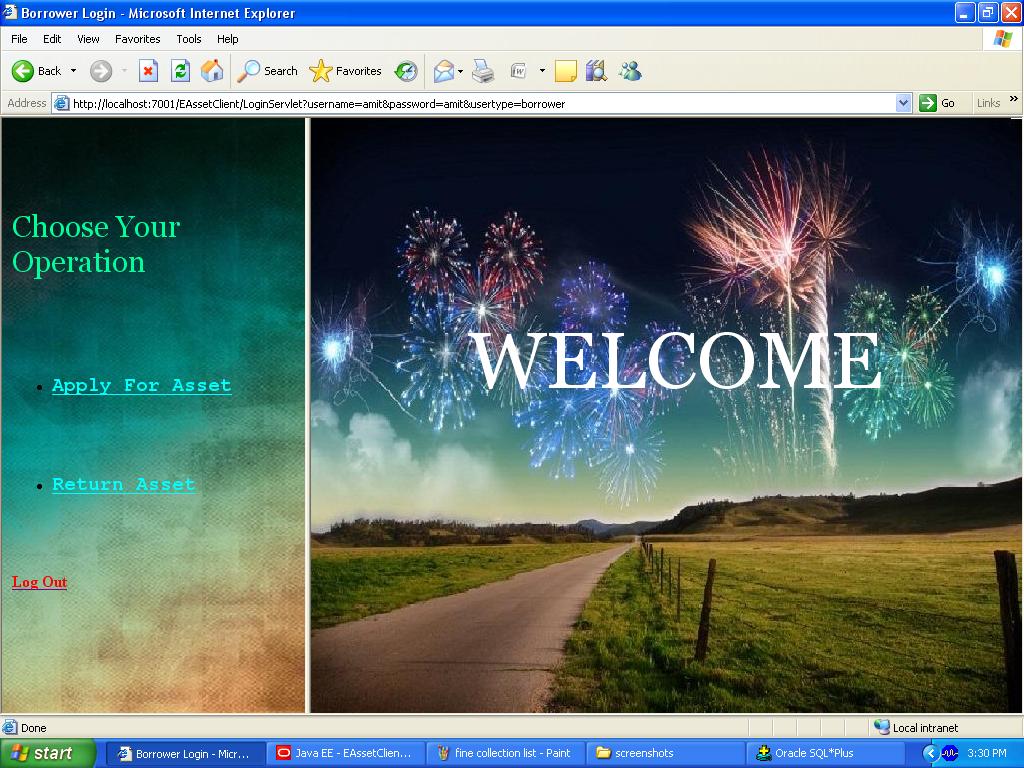 Borrower Login - Microsoft Internet Explorer
File Edit View Favorites Tools Help
Back Search Favorites
Address http://localhost:7001/EAssetClient/LoginServlet?username=amit&password=amit&usertype=borrower Go Links »
Choose Your
Operation
WELCOME
Apply For Asset
Return Asset
Log Out
Done Local intranet
start Borrower Login - Micr... Java EE - EAssetClien... fine collection list - Paint screenshots Oracle SQL*Plus 3:30 PM